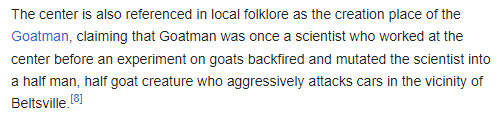 The center is also referenced in local folklore as the creation place of the
Goatman, claiming that Goatman was once a scientist who worked at the
center before an experiment on goats backfired and mutated the scientist into
a half man, half goat creature who aggressively attacks cars in the vicinity of
Beltsville.[8]